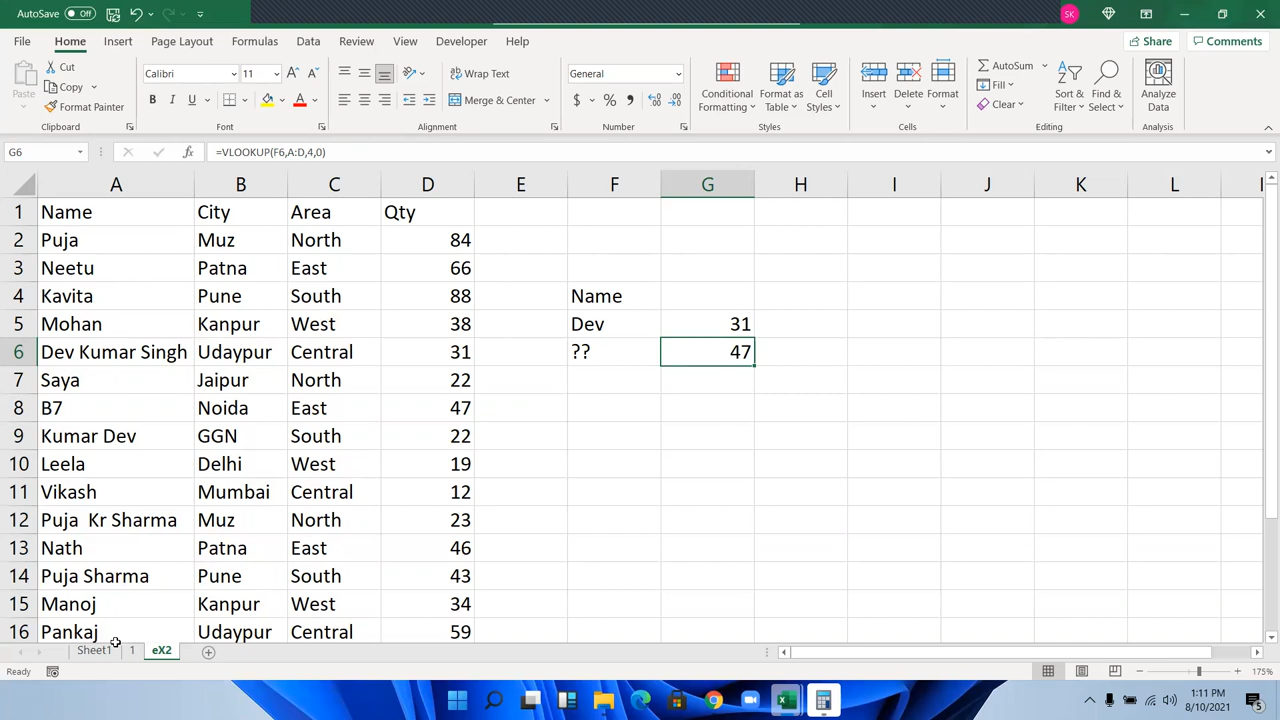 AutoSave Off SK
File Home Insert Page Layout Formulas Data Review View Developer Help Share Comments
Paste Cut Copy Format Painter Clipboard
Calibri 11 B I U Font
Wrap Text Merge & Center Alignment
General $ % , Number
Conditional Formatting Format as Table Cell Styles Styles
Insert Delete Format Cells
AutoSum Fill Clear Sort & Filter Find & Select Editing
Analyze Data Analysis
G6 fx =VLOOKUP(F6,A:D,4,0)
A B C D E F G H I J K L
1 Name City Area Qty
2 Puja Muz North 84
3 Neetu Patna East 66
4 Kavita Pune South 88 Name
5 Mohan Kanpur West 38 Dev 31
6 Dev Kumar Singh Udaypur Central 31 ?? 47
7 Saya Jaipur North 22
8 B7 Noida East 47
9 Kumar Dev GGN South 22
10 Leela Delhi West 19
11 Vikash Mumbai Central 12
12 Puja  Kr Sharma Muz North 23
13 Nath Patna East 46
14 Puja Sharma Pune South 43
15 Manoj Kanpur West 34
16 Pankaj Udaypur Central 59
Sheet1 1 eX2
Ready 175%
1:11 PM
8/10/2021 5